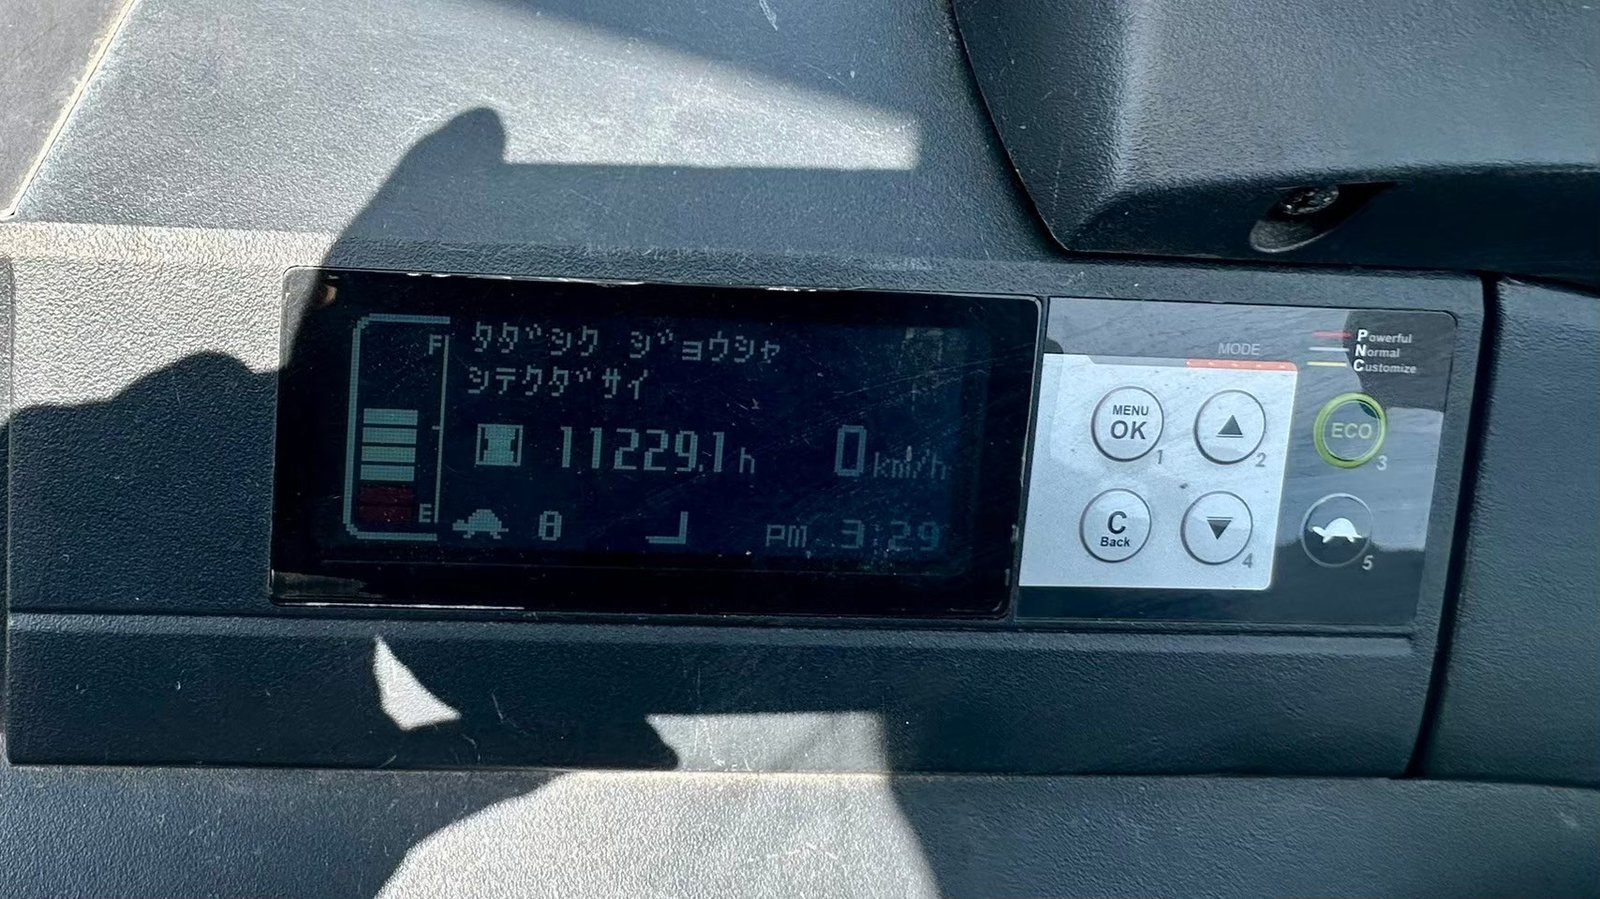 F
タダシク ジョウシャ
シテクダサイ
11229.1h 0km/h
E
8
PM 3:29
MODE
MENU
OK
1
2
C
Back
4
Powerful
Normal
Customize
ECO
3
5